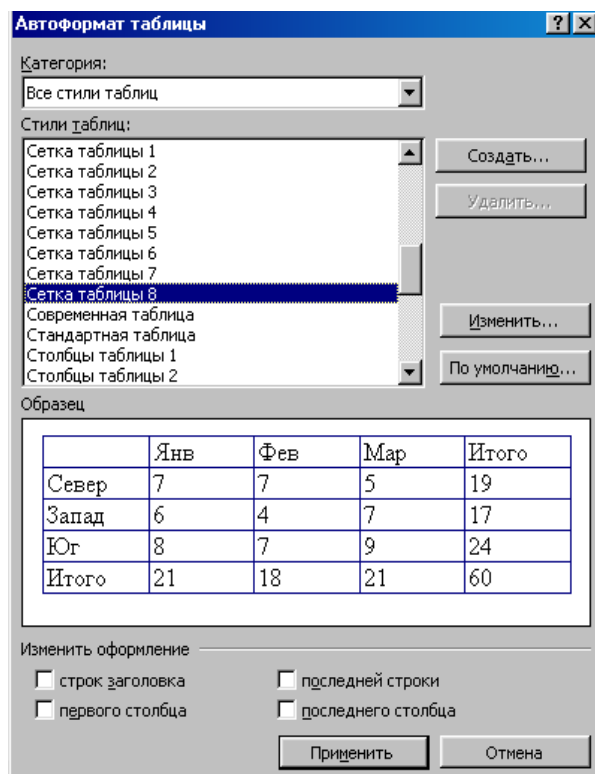 Автоформат таблицы
Категория:
Все стили таблиц
Стили таблиц:
Сетка таблицы 1
Сетка таблицы 2
Сетка таблицы 3
Сетка таблицы 4
Сетка таблицы 5
Сетка таблицы 6
Сетка таблицы 7
Сетка таблицы 8
Современная таблица
Стандартная таблица
Столбцы таблицы 1
Столбцы таблицы 2
Создать...
Удалить...
Изменить...
По умолчанию...
Образец
Янв Фев Мар Итого
Север 7 7 5 19
Запад 6 4 7 17
Юг 8 7 9 24
Итого 21 18 21 60
Изменить оформление
строк заголовка последней строки
первого столбца последнего столбца
Применить Отмена